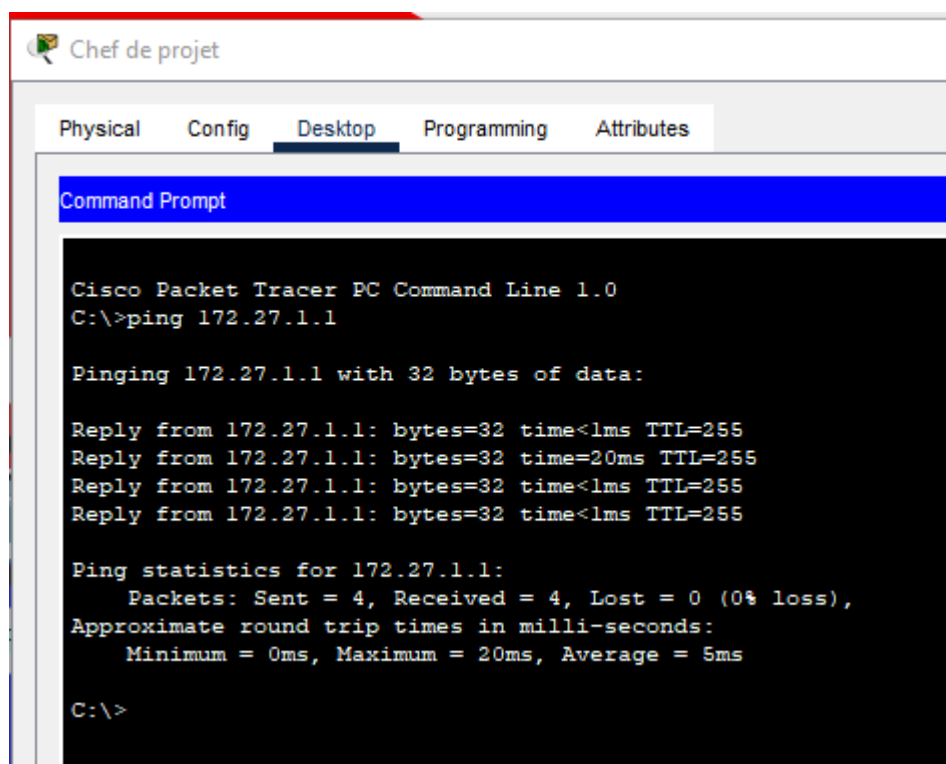 Chef de projet
Physical Config Desktop Programming Attributes
Command Prompt
Cisco Packet Tracer PC Command Line 1.0
C:\>ping 172.27.1.1
Pinging 172.27.1.1 with 32 bytes of data:
Reply from 172.27.1.1: bytes=32 time<1ms TTL=255
Reply from 172.27.1.1: bytes=32 time=20ms TTL=255
Reply from 172.27.1.1: bytes=32 time<1ms TTL=255
Reply from 172.27.1.1: bytes=32 time<1ms TTL=255
Ping statistics for 172.27.1.1:
Packets: Sent = 4, Received = 4, Lost = 0 (0% loss),
Approximate round trip times in milli-seconds:
Minimum = 0ms, Maximum = 20ms, Average = 5ms
C:\>